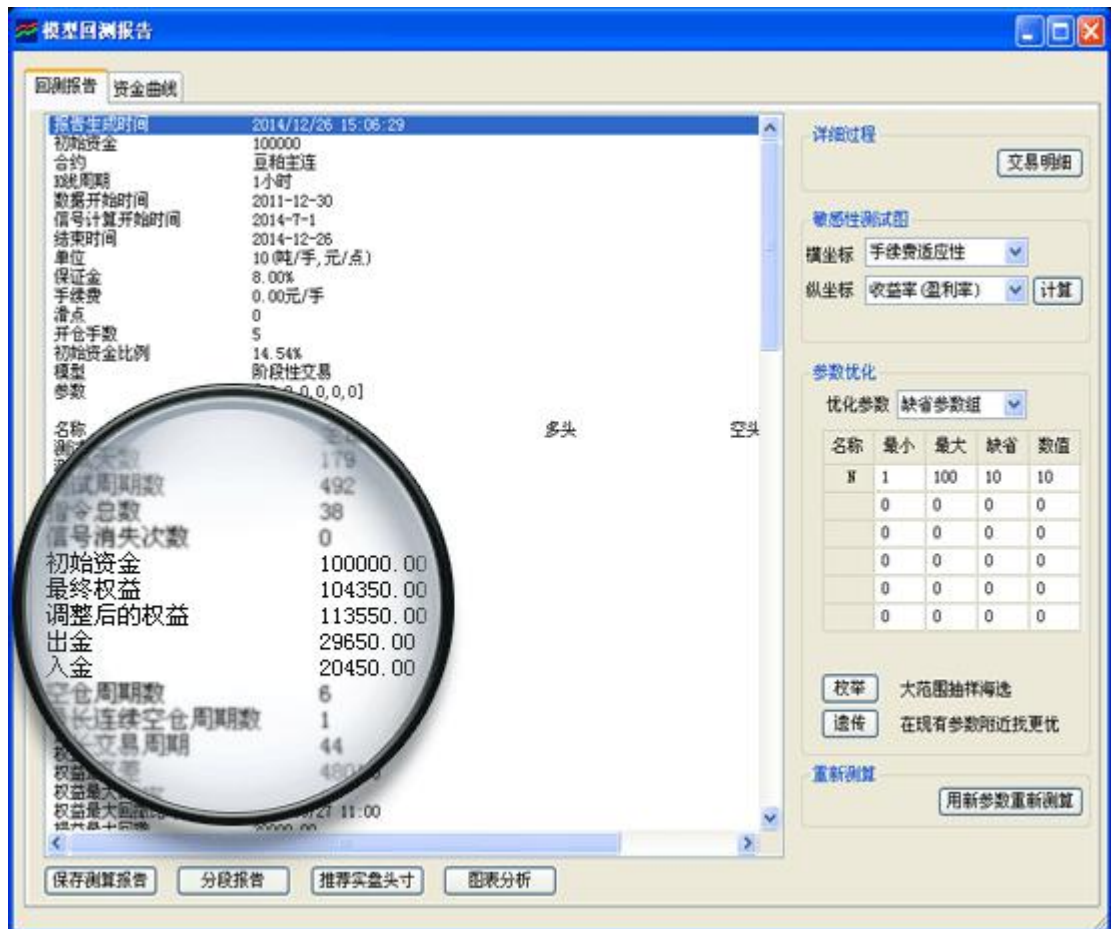 模型回测报告
回测报告 资金曲线
报告生成时间 2014/12/26 15:06:29
初始资金 100000
合约 豆粕主连
K线周期 1小时
数据开始时间 2011-12-30
信号计算开始时间 2014-7-1
结束时间 2014-12-26
单位 10(吨/手,元/点)
保证金 8.00%
手续费 0.00元/手
滑点 0
开仓手数 5
初始资金比例 14.54%
模型 阶段性交易
参数 0,0,0]
名称 多头 空头
179
测试周期数 492
指令总数 38
信号消失次数 0
初始资金 100000.00
最终权益 104350.00
调整后的权益 113550.00
出金 29650.00
入金 20450.00
空仓周期数 6
最长连续空仓周期数 1
交易周期 44
权益最大
权益最大回撤 27 11:00
保存测算报告 分段报告 推荐实盘头寸 图表分析
详细过程
交易明细
敏感性测试图
横坐标 手续费适应性
纵坐标 收益率(盈利率) 计算
参数优化
优化参数 缺省参数组
名称 最小 最大 缺省 数值
N 1 100 10 10
0 0 0 0
0 0 0 0
0 0 0 0
0 0 0 0
0 0 0 0
枚举 大范围抽样海选
遗传 在现有参数附近找更优
重新测算
用新参数重新测算